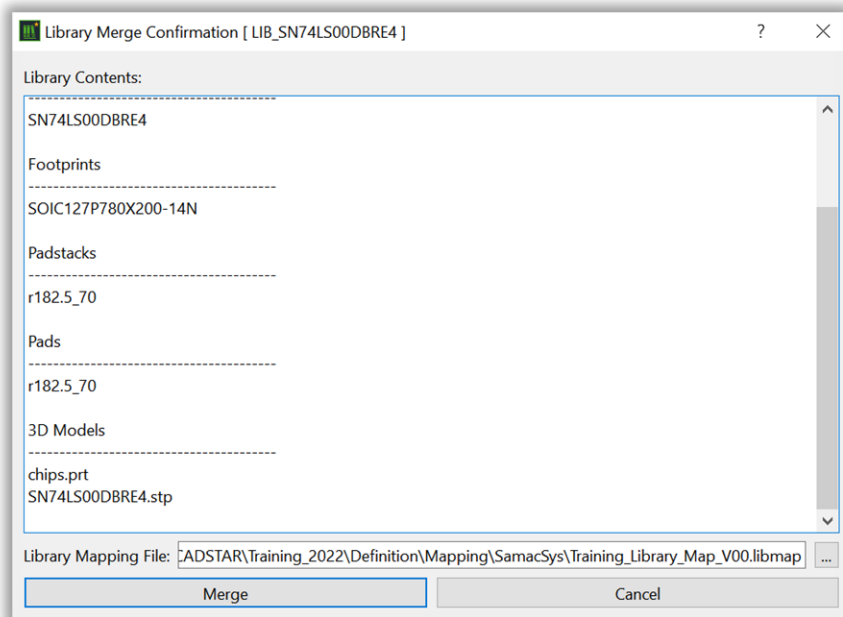 Library Merge Confirmation [ LIB_SN74LS00DBRE4 ]
?
Library Contents:
----------------------------------------
SN74LS00DBRE4
Footprints
----------------------------------------
SOIC127P780X200-14N
Padstacks
----------------------------------------
r182.5_70
Pads
----------------------------------------
r182.5_70
3D Models
----------------------------------------
chips.prt
SN74LS00DBRE4.stp
Library Mapping File: :ADSTAR\Training_2022\Definition\Mapping\SamacSys\Training_Library_Map_V00.libmap ...
Merge Cancel